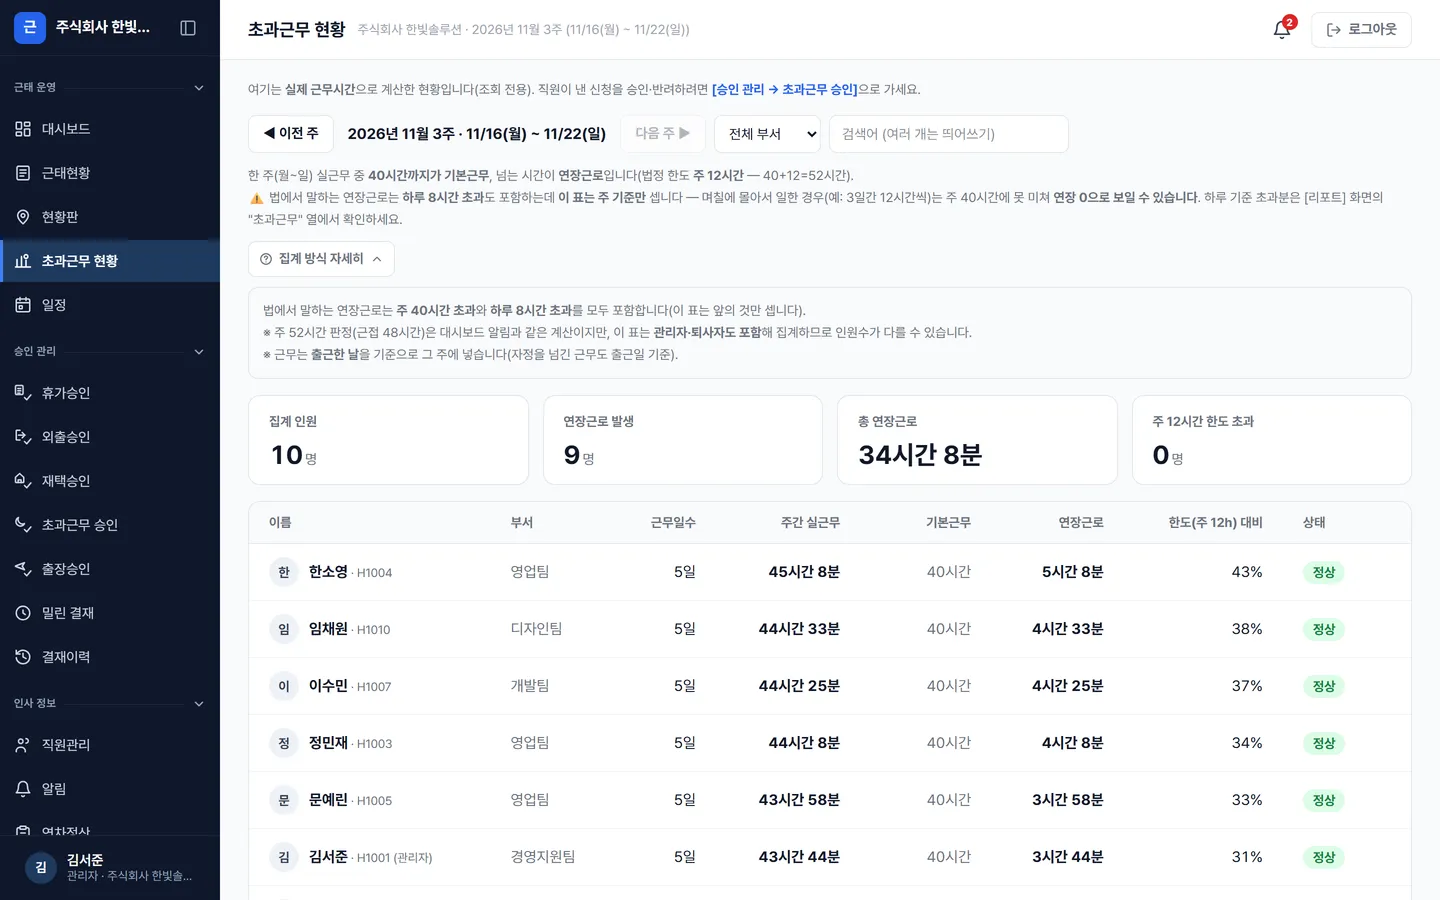 근
주식회사 한빛...
근태 운영
대시보드
근태현황
현황판
초과근무 현황
일정
승인 관리
휴가승인
외출승인
재택승인
초과근무 승인
출장승인
밀린 결재
결재이력
인사 정보
직원관리
알림
연차정산
김
김서준
관리자 · 주식회사 한빛솔...
초과근무 현황 주식회사 한빛솔루션 · 2026년 11월 3주 (11/16(월) ~ 11/22(일))
2
로그아웃
여기는 실제 근무시간으로 계산한 현황입니다(조회 전용). 직원이 낸 신청을 승인·반려하려면 [승인 관리 → 초과근무 승인]으로 가세요.
◀ 이전 주 2026년 11월 3주 · 11/16(월) ~ 11/22(일) 다음 주 ▶ 전체 부서 검색어 (여러 개는 띄어쓰기)
한 주(월~일) 실근무 중 40시간까지가 기본근무, 넘는 시간이 연장근로입니다(법정 한도 주 12시간 — 40+12=52시간).
⚠️ 법에서 말하는 연장근로는 하루 8시간 초과도 포함하는데 이 표는 주 기준만 셉니다 — 며칠에 몰아서 일한 경우(예: 3일간 12시간씩)는 주 40시간에 못 미쳐 연장 0으로 보일 수 있습니다. 하루 기준 초과분은 [리포트] 화면의
"초과근무" 열에서 확인하세요.
집계 방식 자세히
법에서 말하는 연장근로는 주 40시간 초과와 하루 8시간 초과를 모두 포함합니다(이 표는 앞의 것만 셉니다).
※ 주 52시간 판정(근접 48시간)은 대시보드 알림과 같은 계산이지만, 이 표는 관리자·퇴사자도 포함해 집계하므로 인원수가 다를 수 있습니다.
※ 근무는 출근한 날을 기준으로 그 주에 넣습니다(자정을 넘긴 근무도 출근일 기준).
집계 인원
10명
연장근로 발생
9명
총 연장근로
34시간 8분
주 12시간 한도 초과
0명
이름 부서 근무일수 주간 실근무 기본근무 연장근로 한도(주 12h) 대비 상태
한 한소영 · H1004 영업팀 5일 45시간 8분 40시간 5시간 8분 43% 정상
임 임채원 · H1010 디자인팀 5일 44시간 33분 40시간 4시간 33분 38% 정상
이 이수민 · H1007 개발팀 5일 44시간 25분 40시간 4시간 25분 37% 정상
정 정민재 · H1003 영업팀 5일 44시간 8분 40시간 4시간 8분 34% 정상
문 문예린 · H1005 영업팀 5일 43시간 58분 40시간 3시간 58분 33% 정상
김 김서준 · H1001 (관리자) 경영지원팀 5일 43시간 44분 40시간 3시간 44분 31% 정상